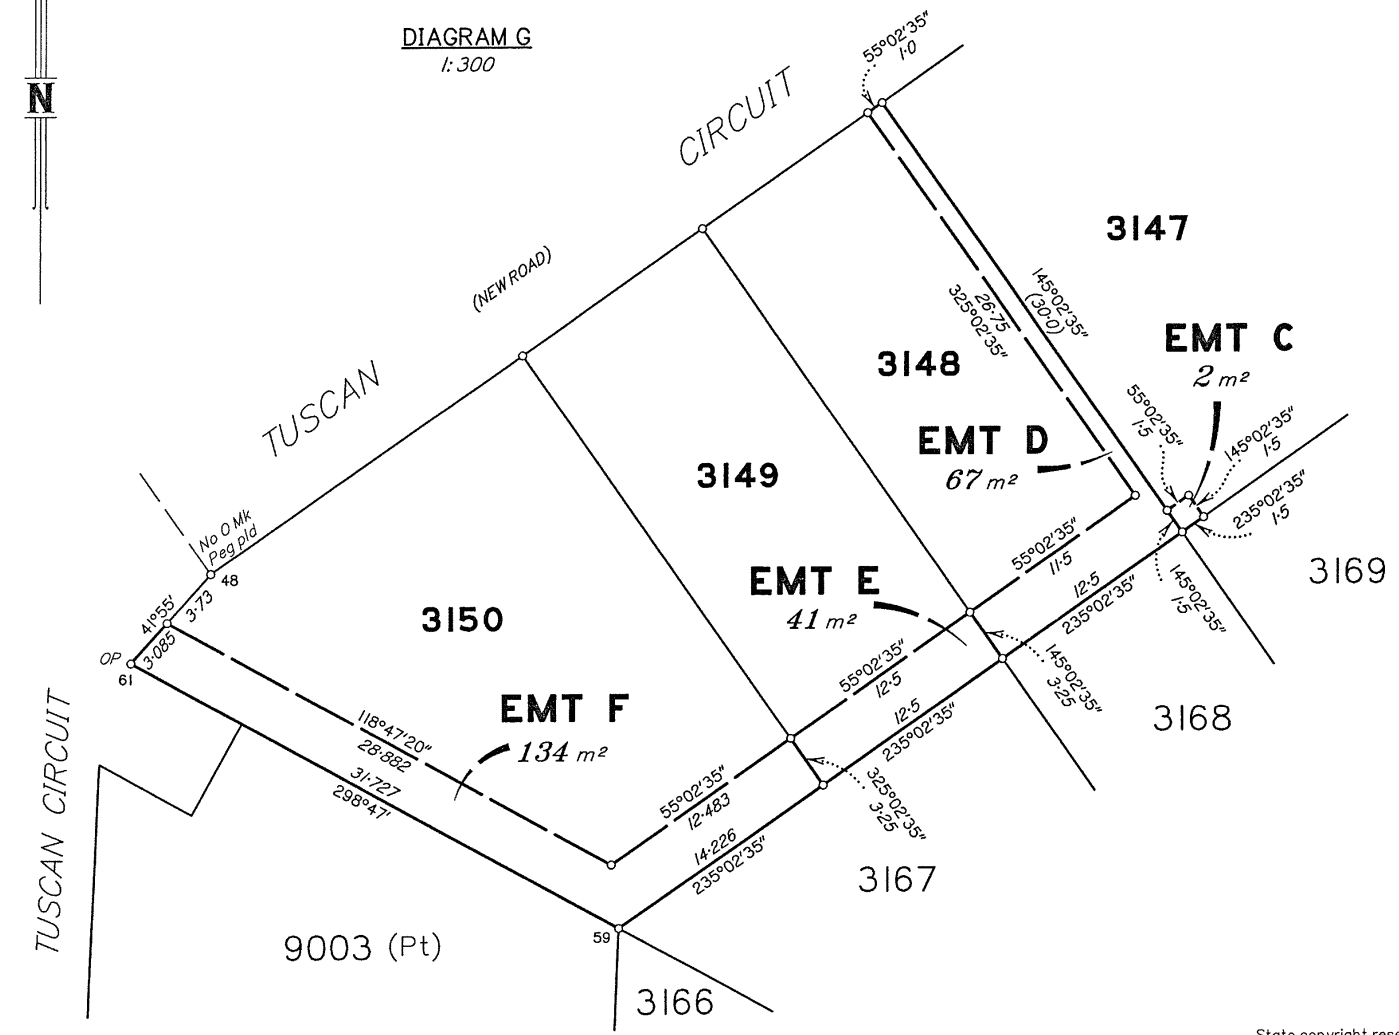 DIAGRAM G
1:300
N
55°02'35"
1·0
CIRCUIT
(NEW ROAD)
TUSCAN
3147
145°02'35"
(30·0)
26·75
325°02'35"
3148
EMT C
2 m²
55°02'35"
1·5
145°02'35"
1·5
235°02'35"
1·5
145°02'35"
1·5
EMT D
67 m²
3149
3169
No O Mk
Peg pld
48
55°02'35"
11·5
12·5
235°02'35"
EMT E
41 m²
3150
41°55'
3·73
3·085
OP
61
55°02'35"
12·5
145°02'35"
3·25
12·5
235°02'35"
3168
EMT F
134 m²
118°47'20"
28·882
31·727
298°47'
55°02'35"
12·483
325°02'35"
3·25
14·226
235°02'35"
3167
TUSCAN CIRCUIT
9003 (Pt)
59
3166